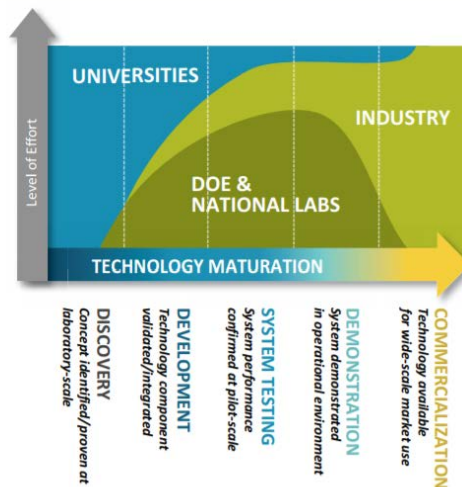 UNIVERSITIES
INDUSTRY
DOE &
NATIONAL LABS
Level of Effort
TECHNOLOGY MATURATION
DISCOVERY
Concept identified/proven at
laboratory-scale
DEVELOPMENT
Technology component
validated/integrated
SYSTEM TESTING
System performance
confirmed at pilot-scale
DEMONSTRATION
System demonstrated
in operational environment
COMMERCIALIZATION
Technology available
for wide-scale market use